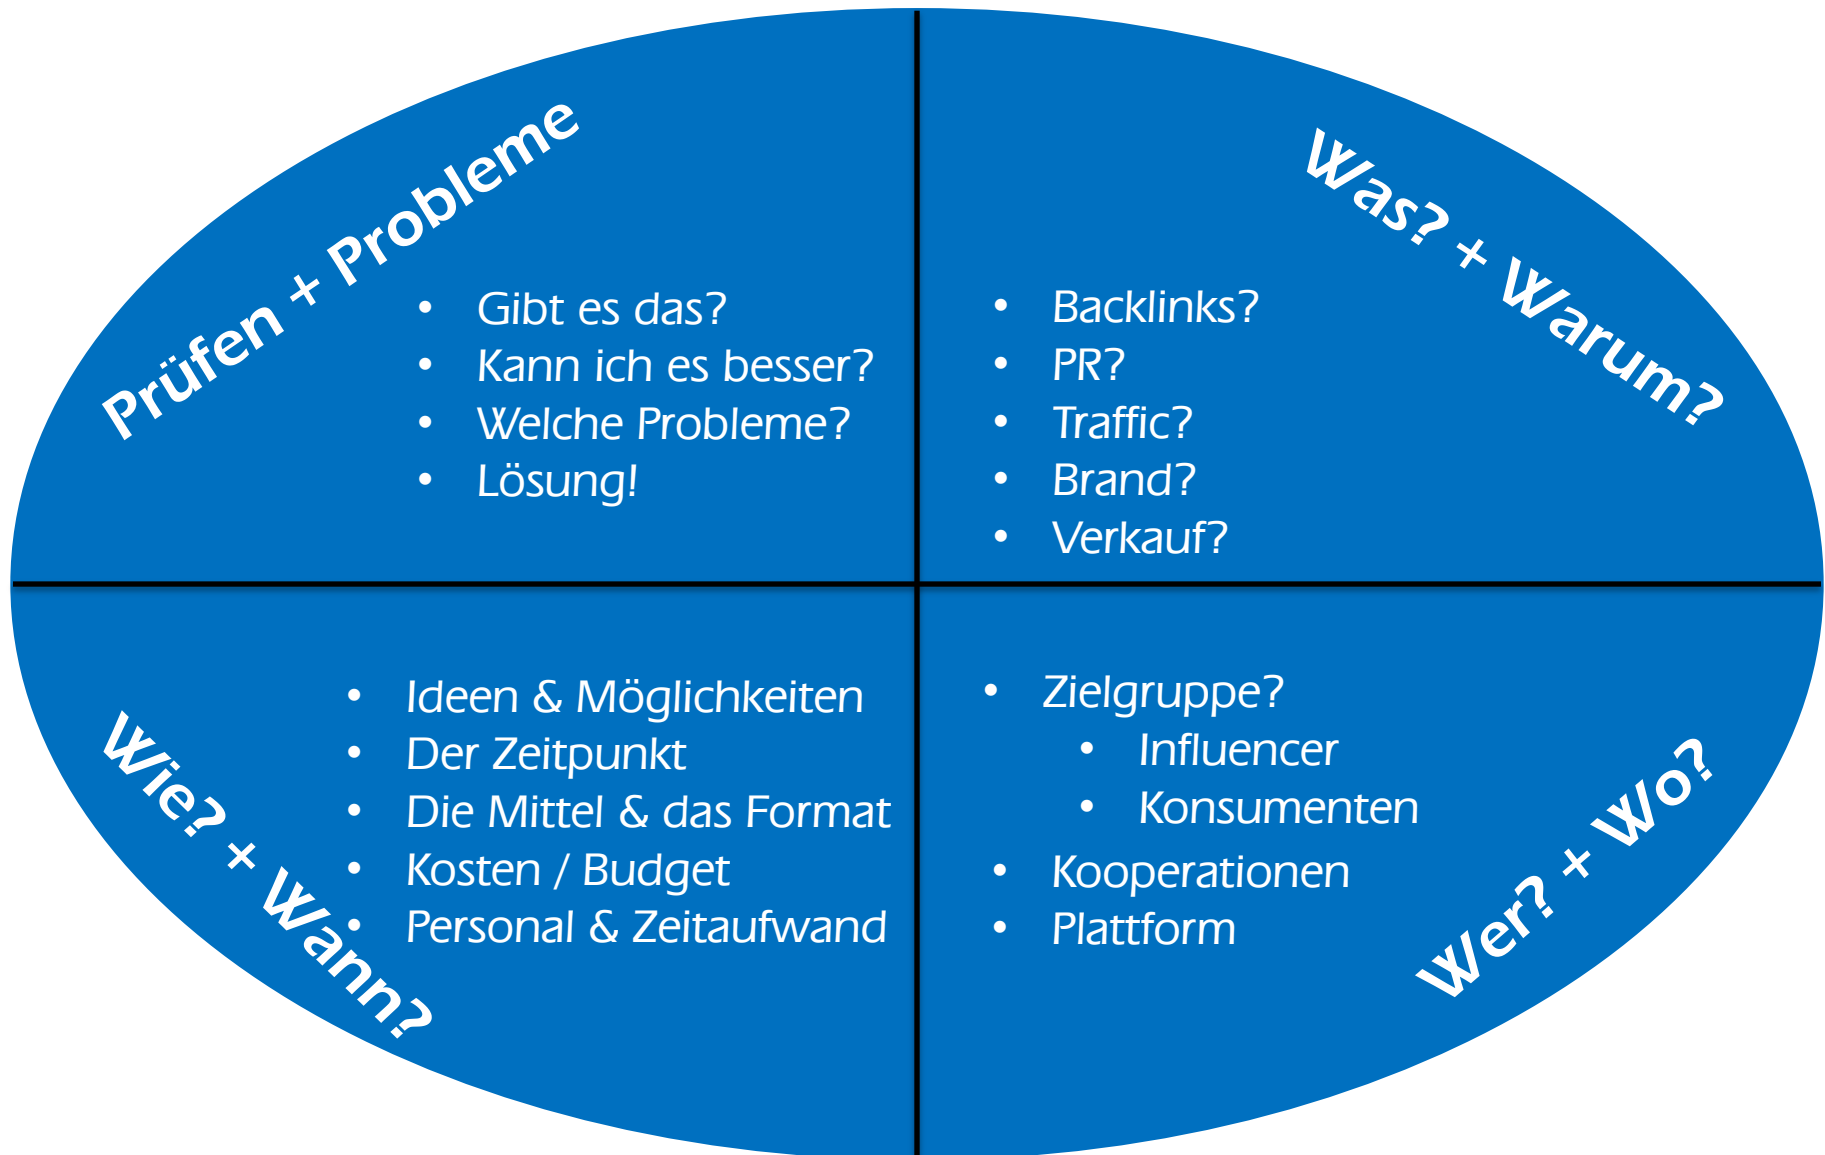 Prüfen + Probleme
• Gibt es das?
• Kann ich es besser?
• Welche Probleme?
• Lösung!
Was? + Warum?
• Backlinks?
• PR?
• Traffic?
• Brand?
• Verkauf?
Wie? + Wann?
• Ideen & Möglichkeiten
• Der Zeitpunkt
• Die Mittel & das Format
• Kosten / Budget
• Personal & Zeitaufwand
Wer? + Wo?
• Zielgruppe?
• Influencer
• Konsumenten
• Kooperationen
• Plattform